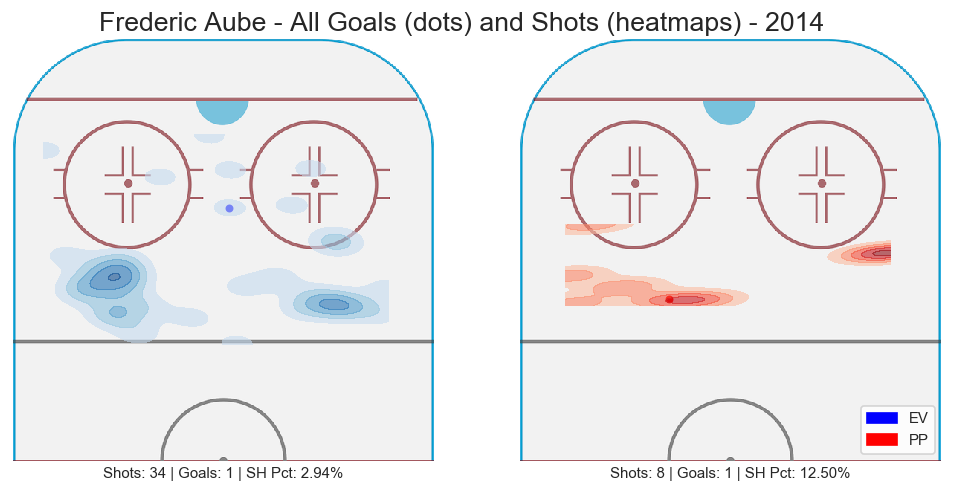 Frederic Aube - All Goals (dots) and Shots (heatmaps) - 2014
EV
PP
Shots: 34 | Goals: 1 | SH Pct: 2.94%
Shots: 8 | Goals: 1 | SH Pct: 12.50%